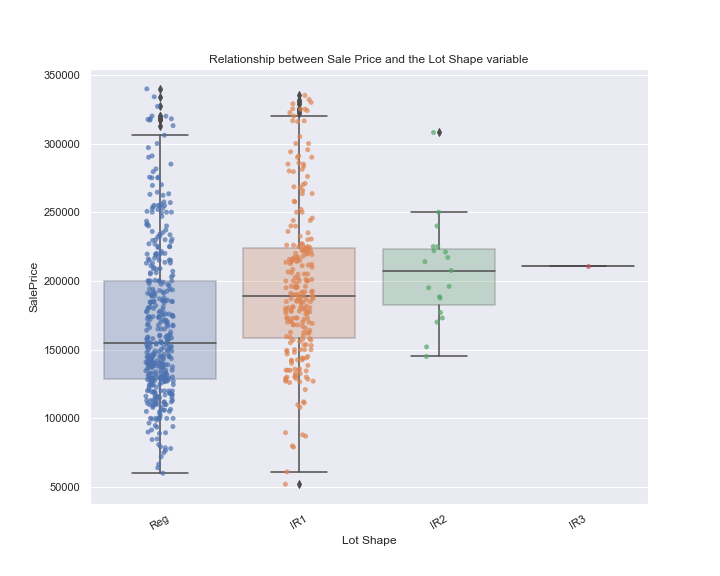 Relationship between Sale Price and the Lot Shape variable
350000
300000
250000
200000
150000
100000
50000
SalePrice
Reg
IR1
IR2
IR3
Lot Shape